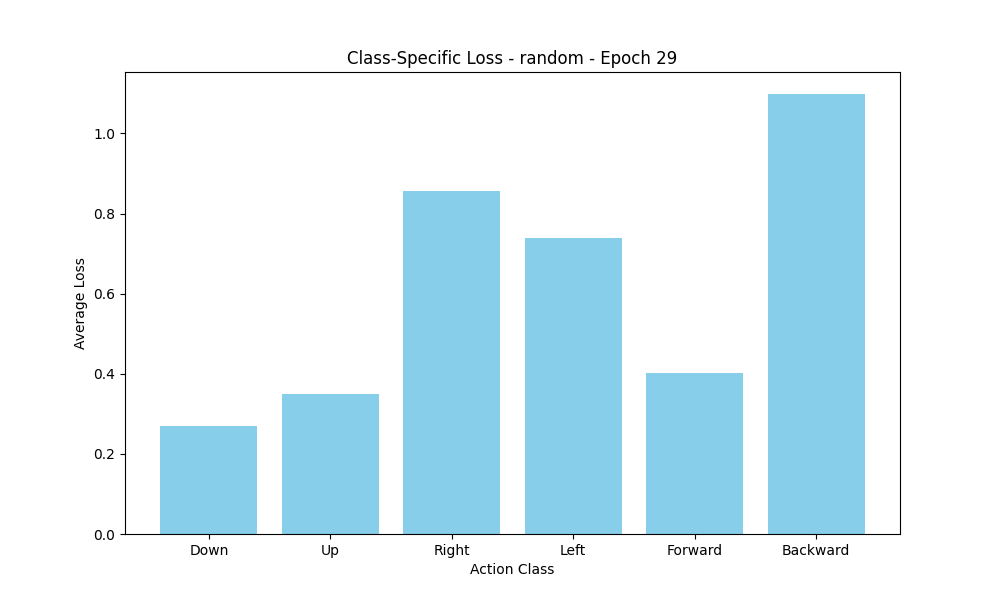 Class-Specific Loss - random - Epoch 29
Average Loss
1.0
0.8
0.6
0.4
0.2
0.0
Down Up Right Left Forward Backward
Action Class